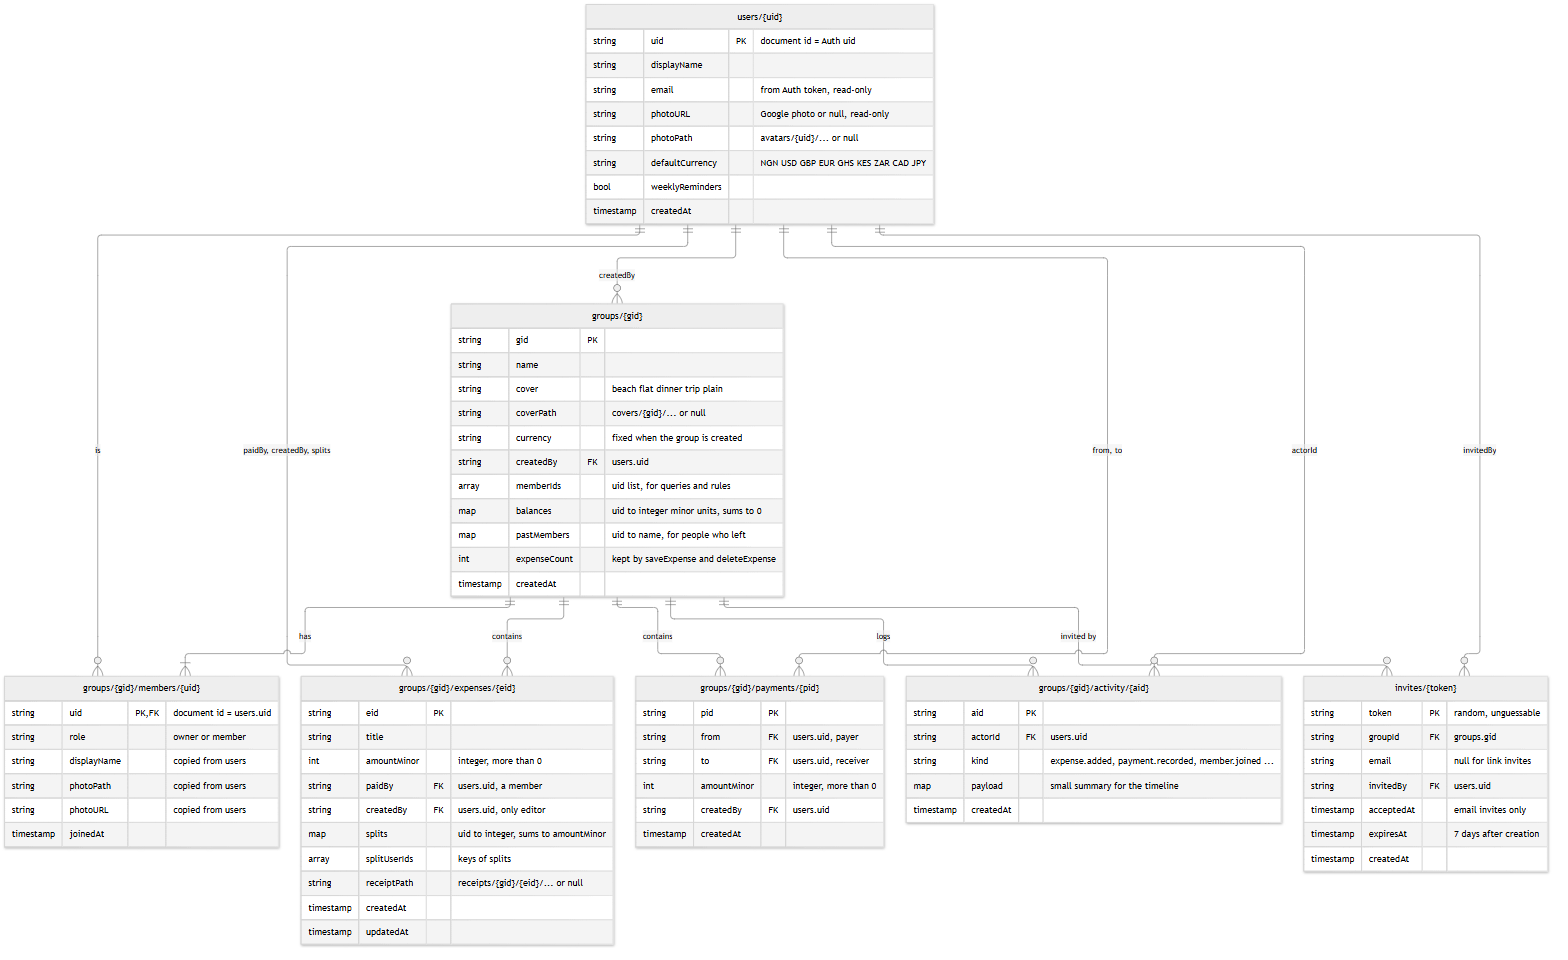 users/{uid}
string uid PK document id = Auth uid
string displayName
string email from Auth token, read-only
string photoURL Google photo or null, read-only
string photoPath avatars/{uid}/... or null
string defaultCurrency NGN USD GBP EUR GHS KES ZAR CAD JPY
bool weeklyReminders
timestamp createdAt
createdBy
groups/{gid}
string gid PK
string name
string cover beach flat dinner trip plain
string coverPath covers/{gid}/... or null
string currency fixed when the group is created
string createdBy FK users.uid
array memberIds uid list, for queries and rules
map balances uid to integer minor units, sums to 0
map pastMembers uid to name, for people who left
int expenseCount kept by saveExpense and deleteExpense
timestamp createdAt
is
paidBy, createdBy, splits
from, to
actorId
invitedBy
has
contains
contains
logs
invited by
groups/{gid}/members/{uid}
string uid PK,FK document id = users.uid
string role owner or member
string displayName copied from users
string photoPath copied from users
string photoURL copied from users
timestamp joinedAt
groups/{gid}/expenses/{eid}
string eid PK
string title
int amountMinor integer, more than 0
string paidBy FK users.uid, a member
string createdBy FK users.uid, only editor
map splits uid to integer, sums to amountMinor
array splitUserIds keys of splits
string receiptPath receipts/{gid}/{eid}/... or null
timestamp createdAt
timestamp updatedAt
groups/{gid}/payments/{pid}
string pid PK
string from FK users.uid, payer
string to FK users.uid, receiver
int amountMinor integer, more than 0
string createdBy FK users.uid
timestamp createdAt
groups/{gid}/activity/{aid}
string aid PK
string actorId FK users.uid
string kind expense.added, payment.recorded, member.joined ...
map payload small summary for the timeline
timestamp createdAt
invites/{token}
string token PK random, unguessable
string groupId FK groups.gid
string email null for link invites
string invitedBy FK users.uid
timestamp acceptedAt email invites only
timestamp expiresAt 7 days after creation
timestamp createdAt